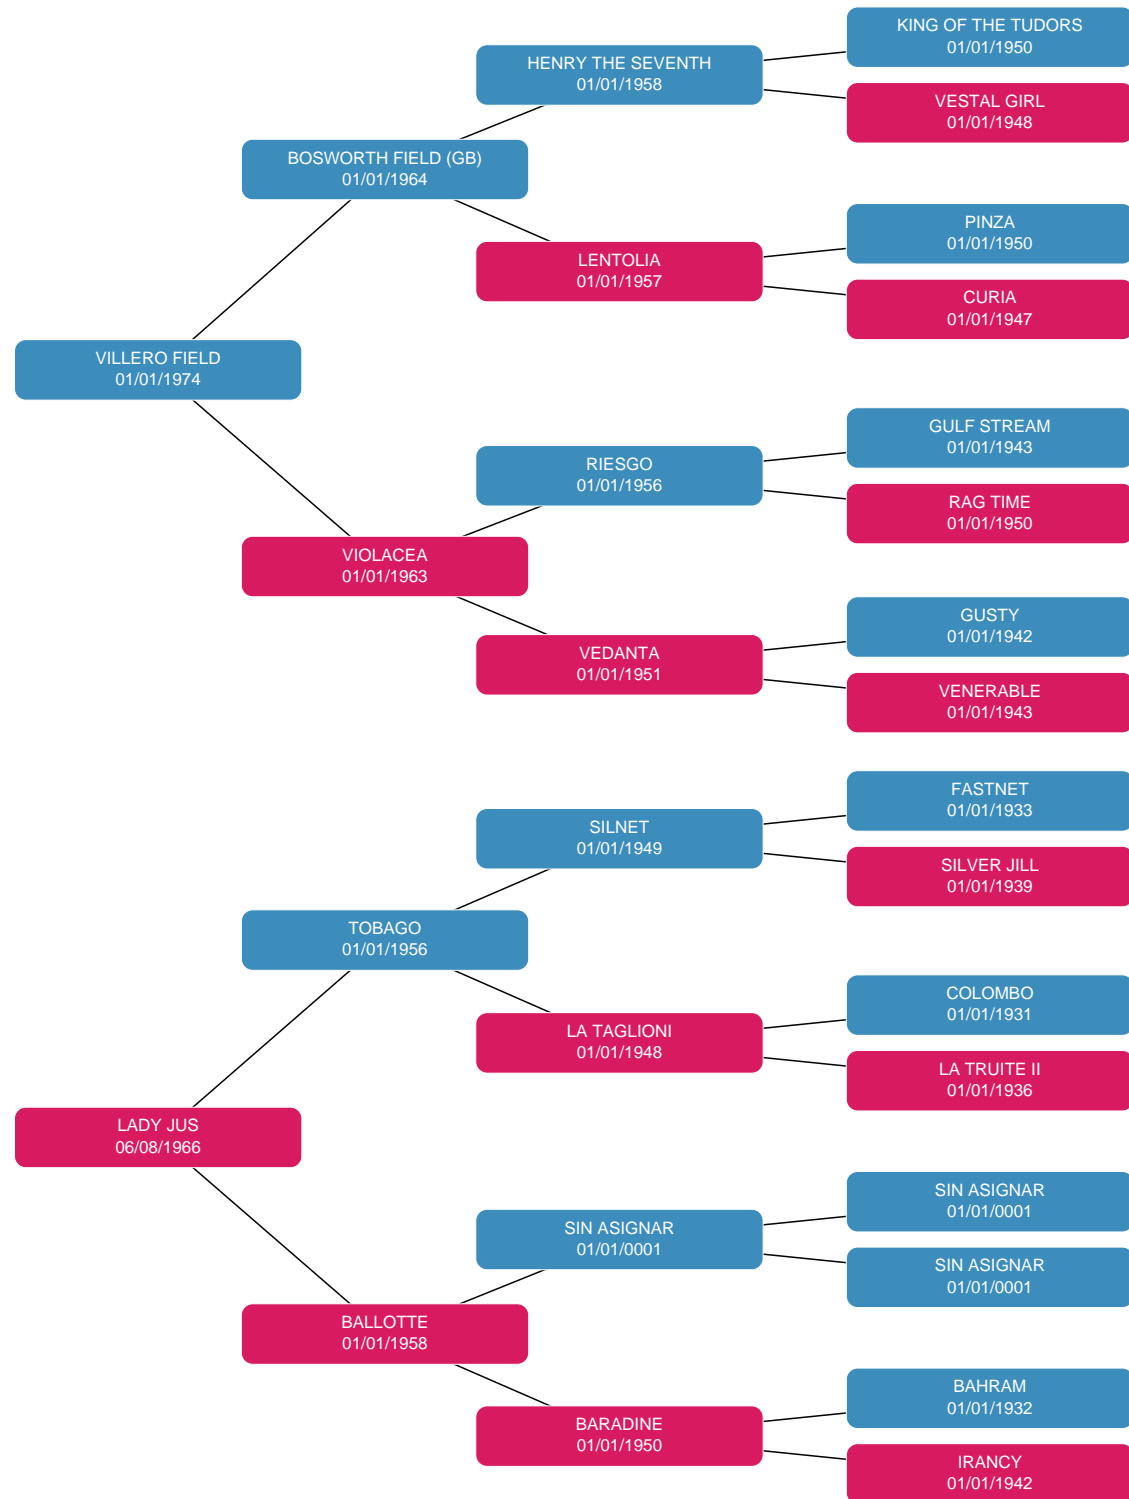 KING OF THE TUDORS
01/01/1950
HENRY THE SEVENTH
01/01/1958
VESTAL GIRL
01/01/1948
BOSWORTH FIELD (GB)
01/01/1964
PINZA
01/01/1950
LENTOLIA
01/01/1957
CURIA
01/01/1947
VILLERO FIELD
01/01/1974
GULF STREAM
01/01/1943
RIESGO
01/01/1956
RAG TIME
01/01/1950
VIOLACEA
01/01/1963
GUSTY
01/01/1942
VEDANTA
01/01/1951
VENERABLE
01/01/1943
FASTNET
01/01/1933
SILNET
01/01/1949
SILVER JILL
01/01/1939
TOBAGO
01/01/1956
COLOMBO
01/01/1931
LA TAGLIONI
01/01/1948
LA TRUITE II
01/01/1936
LADY JUS
06/08/1966
SIN ASIGNAR
01/01/0001
SIN ASIGNAR
01/01/0001
SIN ASIGNAR
01/01/0001
BALLOTTE
01/01/1958
BAHRAM
01/01/1932
BARADINE
01/01/1950
IRANCY
01/01/1942